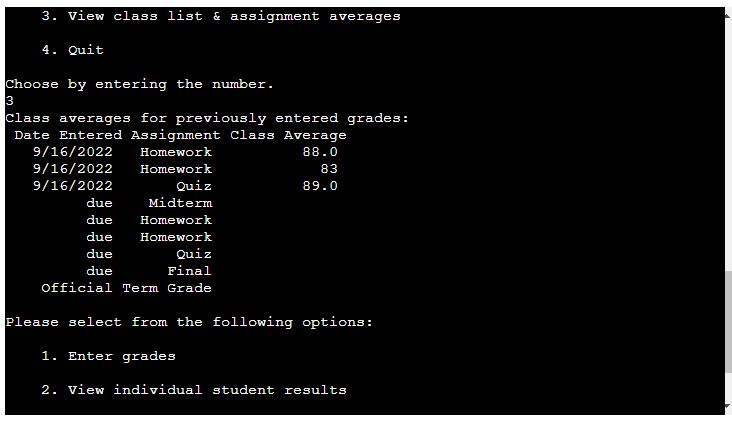 3. View class list & assignment averages
4. Quit
Choose by entering the number.
3
Class averages for previously entered grades:
Date Entered Assignment Class Average
9/16/2022 Homework 88.0
9/16/2022 Homework 83
9/16/2022 Quiz 89.0
due Midterm
due Homework
due Homework
due Quiz
due Final
Official Term Grade
Please select from the following options:
1. Enter grades
2. View individual student results